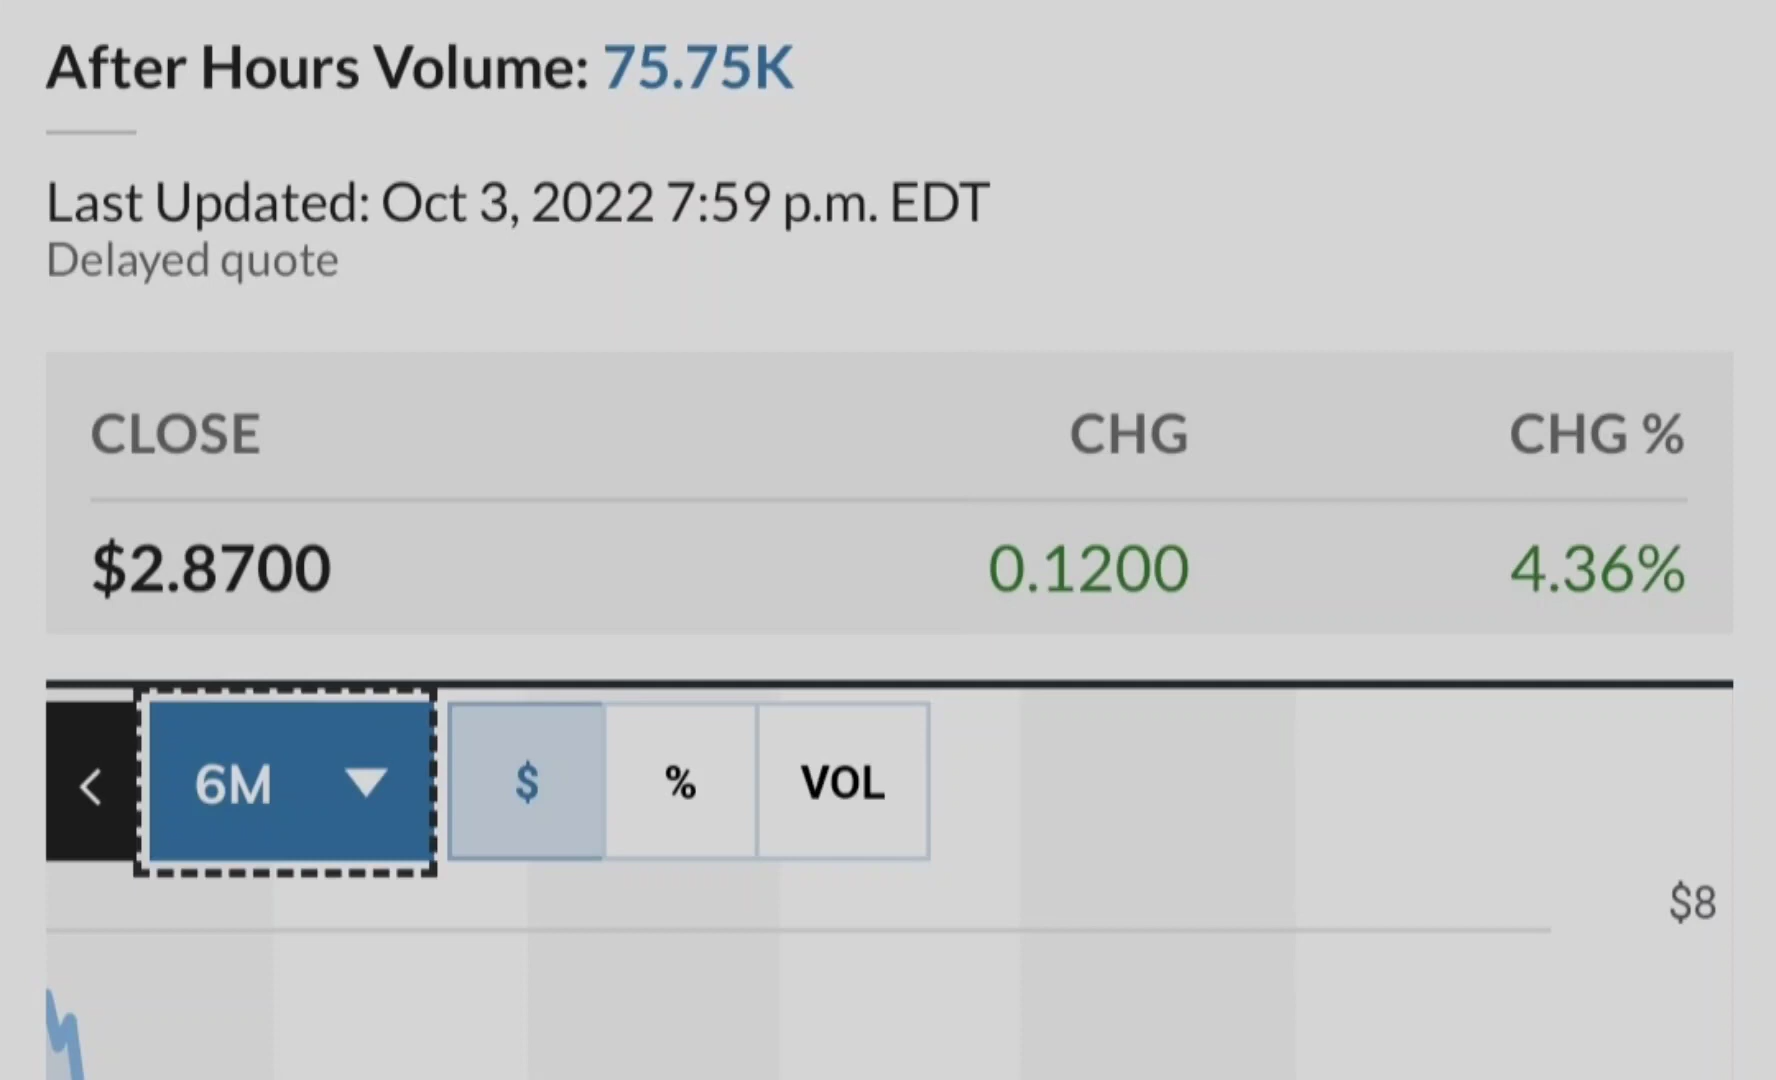 After Hours Volume: 75.75K
Last Updated: Oct 3, 2022 7:59 p.m. EDT
Delayed quote
CLOSE CHG CHG %
$2.8700 0.1200 4.36%
6M $ % VOL
$8